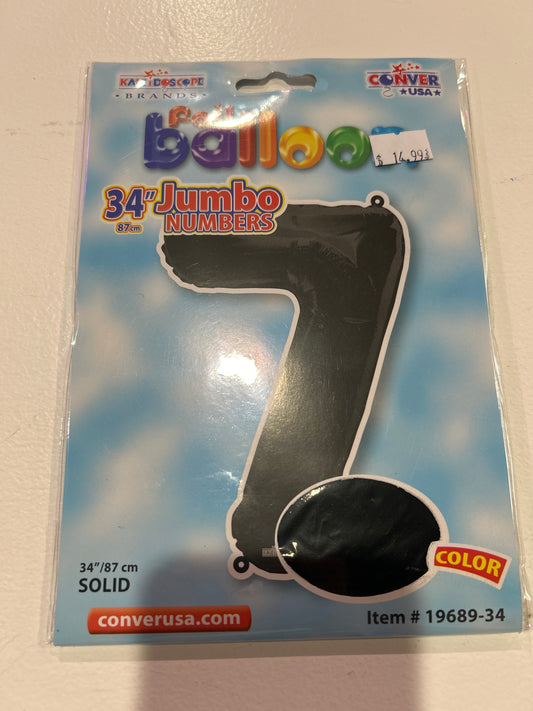 KALEIDOSCOPE
BRANDS
CONVER
USA
Foil
balloon
$ 14.99
34" Jumbo
87cm NUMBERS
COLOR
34"/87 cm
SOLID
converusa.com
Item # 19689-34